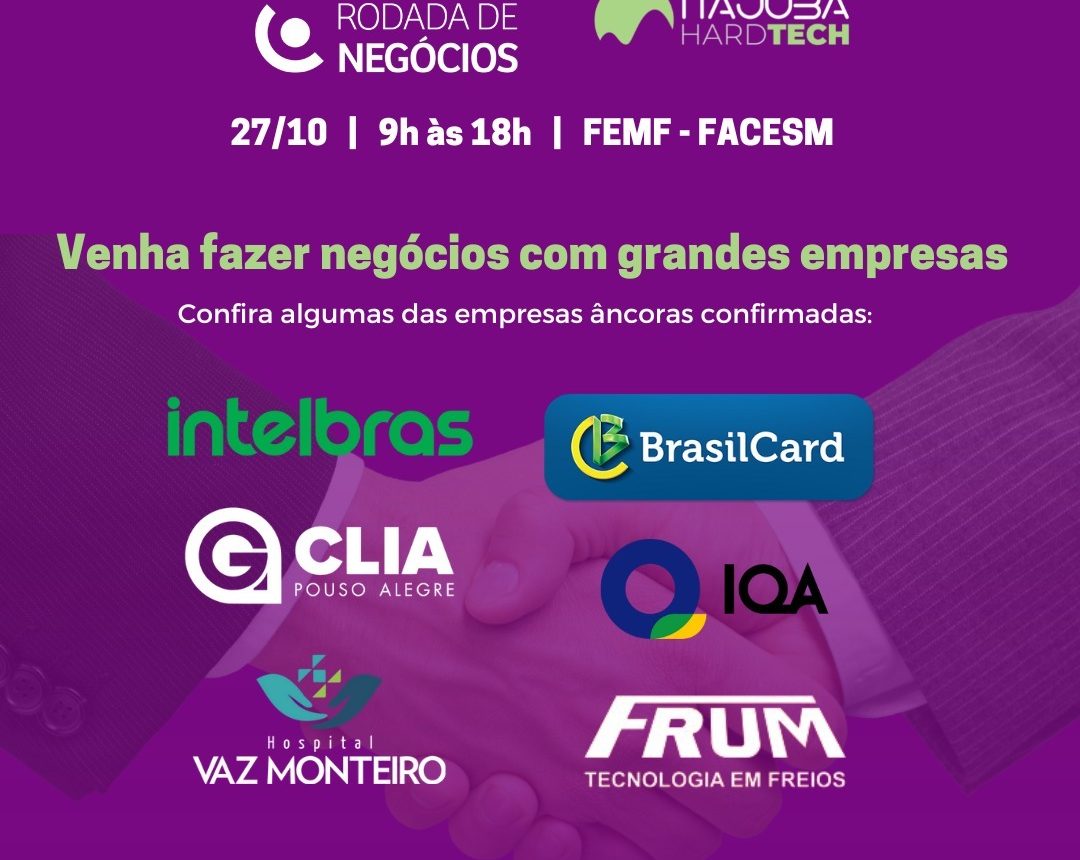 RODADA DE
NEGÓCIOS
ITAJUBÁ
HARDTECH
27/10 | 9h às 18h | FEMF - FACESM
Venha fazer negócios com grandes empresas
Confira algumas das empresas âncoras confirmadas:
intelbras
BrasilCard
CLIA
POUSO ALEGRE
IQA
Hospital
VAZ MONTEIRO
FRUM
TECNOLOGIA EM FREIOS